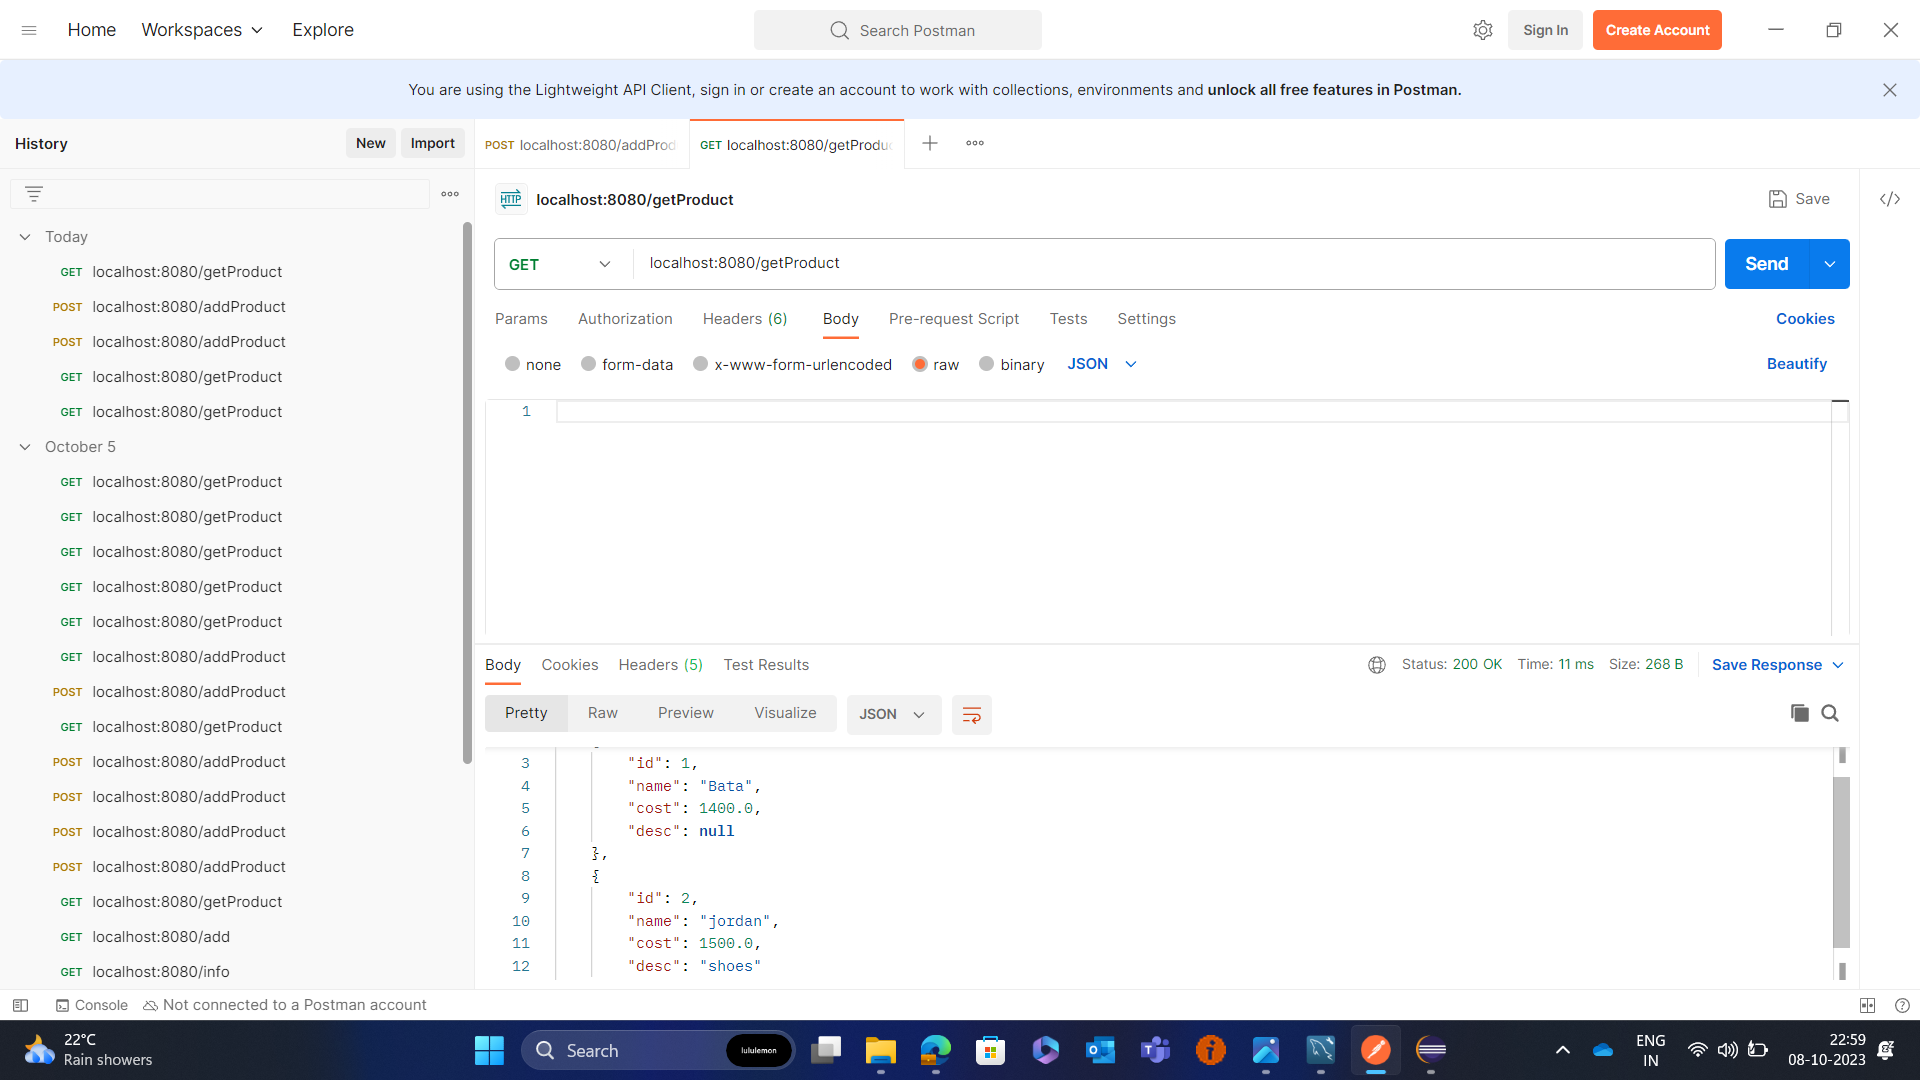 Home
Workspaces
Explore
Search Postman
Sign In
Create Account
You are using the Lightweight API Client, sign in or create an account to work with collections, environments and unlock all free features in Postman.
History
New
Import
POST localhost:8080/addProd
GET localhost:8080/getProdu
Today
GET localhost:8080/getProduct
POST localhost:8080/addProduct
POST localhost:8080/addProduct
GET localhost:8080/getProduct
GET localhost:8080/getProduct
October 5
GET localhost:8080/getProduct
GET localhost:8080/getProduct
GET localhost:8080/getProduct
GET localhost:8080/getProduct
GET localhost:8080/getProduct
GET localhost:8080/addProduct
POST localhost:8080/addProduct
GET localhost:8080/getProduct
POST localhost:8080/addProduct
POST localhost:8080/addProduct
POST localhost:8080/addProduct
POST localhost:8080/addProduct
GET localhost:8080/getProduct
GET localhost:8080/add
GET localhost:8080/info
HTTP localhost:8080/getProduct
Save
</>
GET
localhost:8080/getProduct
Send
Params
Authorization
Headers (6)
Body
Pre-request Script
Tests
Settings
Cookies
none
form-data
x-www-form-urlencoded
raw
binary
JSON
Beautify
1
Body
Cookies
Headers (5)
Test Results
Status: 200 OK
Time: 11 ms
Size: 268 B
Save Response
Pretty
Raw
Preview
Visualize
JSON
3 "id": 1,
4 "name": "Bata",
5 "cost": 1400.0,
6 "desc": null
7 },
8 {
9 "id": 2,
10 "name": "jordan",
11 "cost": 1500.0,
12 "desc": "shoes"
Console
Not connected to a Postman account
22°C
Rain showers
Search
lululemon
ENG
IN
22:59
08-10-2023